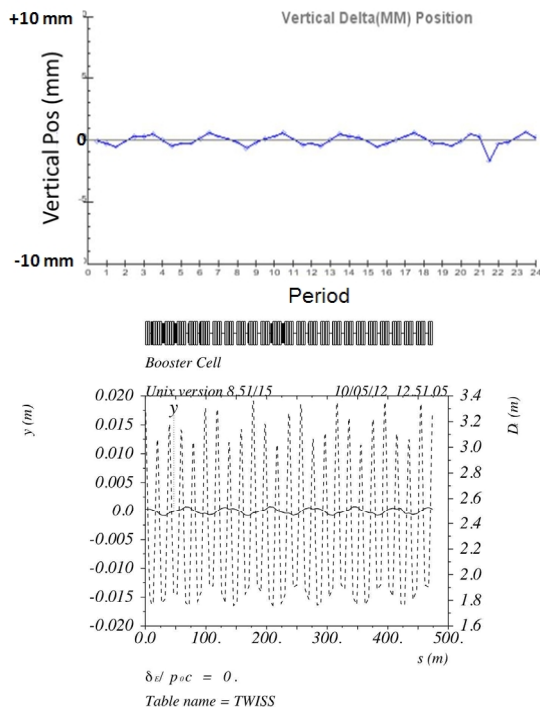 +10 mm
Vertical Delta(MM) Position
Vertical Pos (mm)
0
-10 mm
0 1 2 3 4 5 6 7 8 9 10 11 12 13 14 15 16 17 18 19 20 21 22 23 24
Period
Booster Cell
Unix version 8.51/15 10/05/12 12.51.05
y (m)
D (m)
y
0.020
0.015
0.010
0.005
0.0
-0.005
-0.010
-0.015
-0.020
3.4
3.2
3.0
2.8
2.6
2.4
2.2
2.0
1.8
1.6
0.0 100. 200. 300. 400. 500.
s (m)
δE/ p0c = 0.
Table name = TWISS